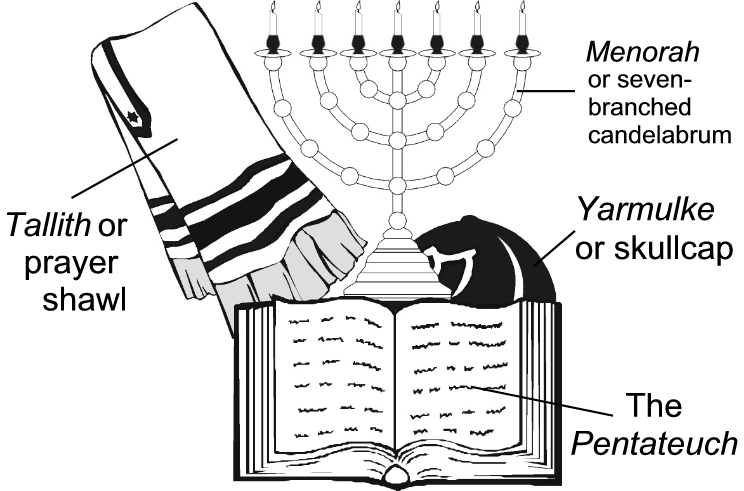 Menorah
or seven-
branched
candelabrum
Tallith or
prayer
shawl
Yarmulke
or skullcap
The
Pentateuch